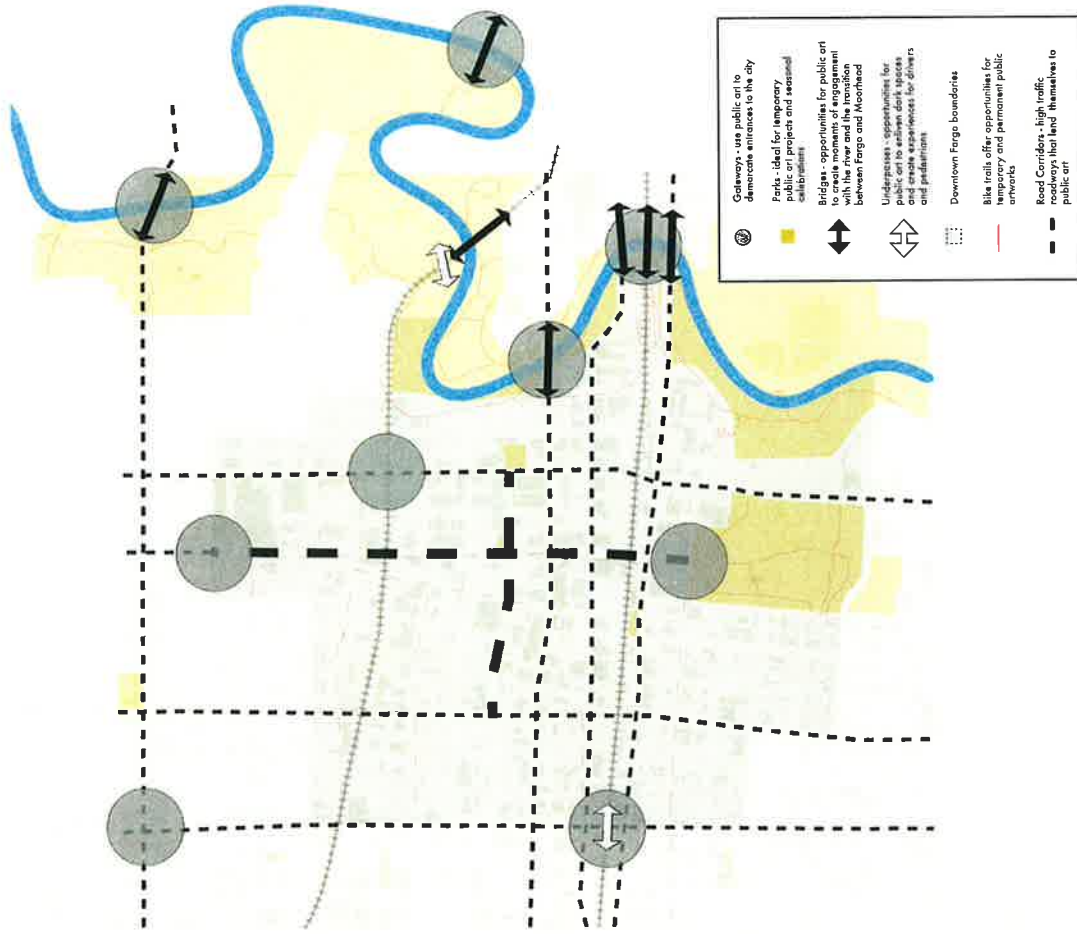 Gateways - use public art to
demarcate entrances to the city
Parks - ideal for temporary
public art projects and seasonal
celebrations
Bridges - opportunities for public art
to create moments of engagement
with the river and the transition
between Fargo and Moorhead
Underpasses - opportunities for
public art to enliven dark spaces
and create experiences for drivers
and pedestrians
Downtown Fargo boundaries
Bike trails offer opportunities for
temporary and permanent public
artworks
Road Corridors - high traffic
roadways that lend themselves to
public art